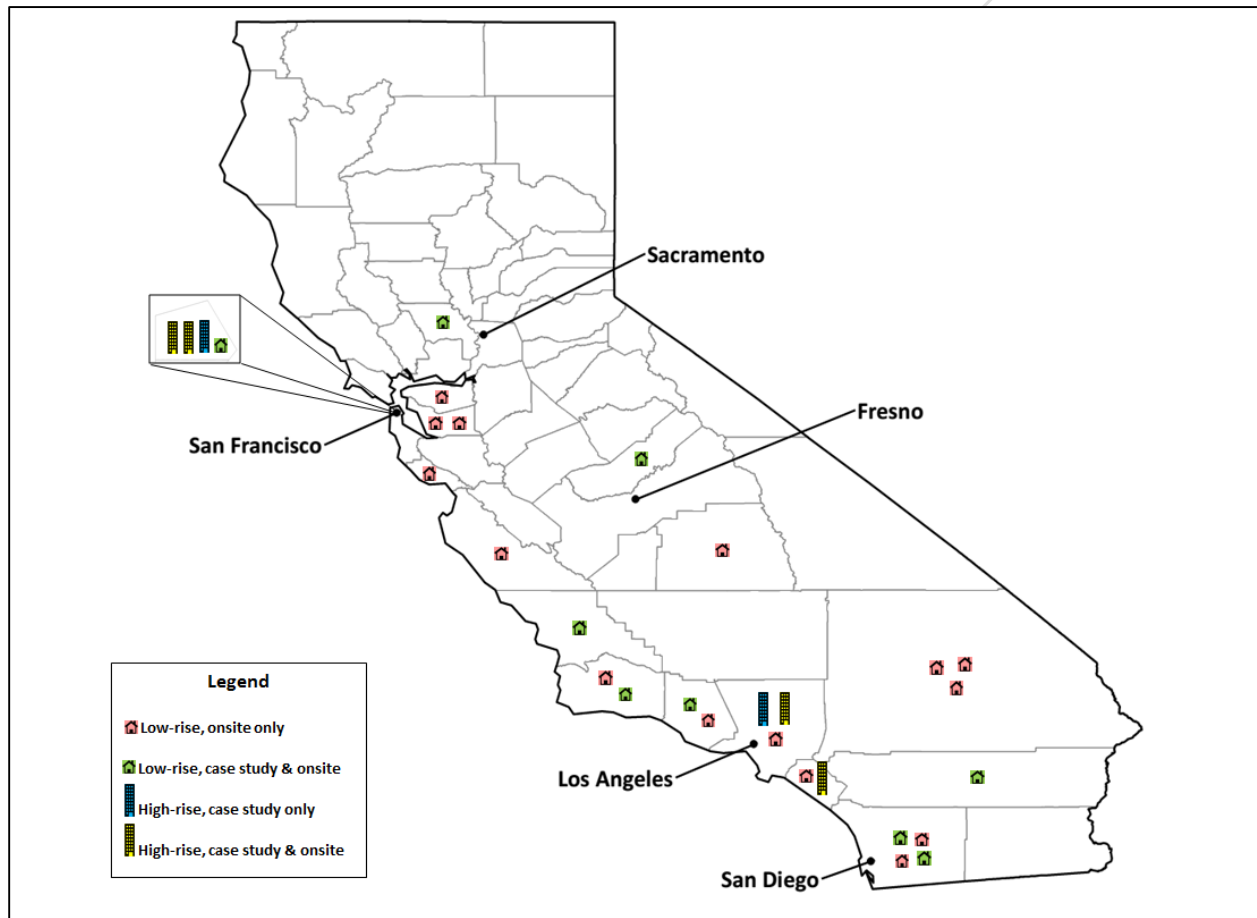 Sacramento
Fresno
San Francisco
Legend
Low-rise, onsite only
Low-rise, case study & onsite
High-rise, case study only
High-rise, case study & onsite
Los Angeles
San Diego